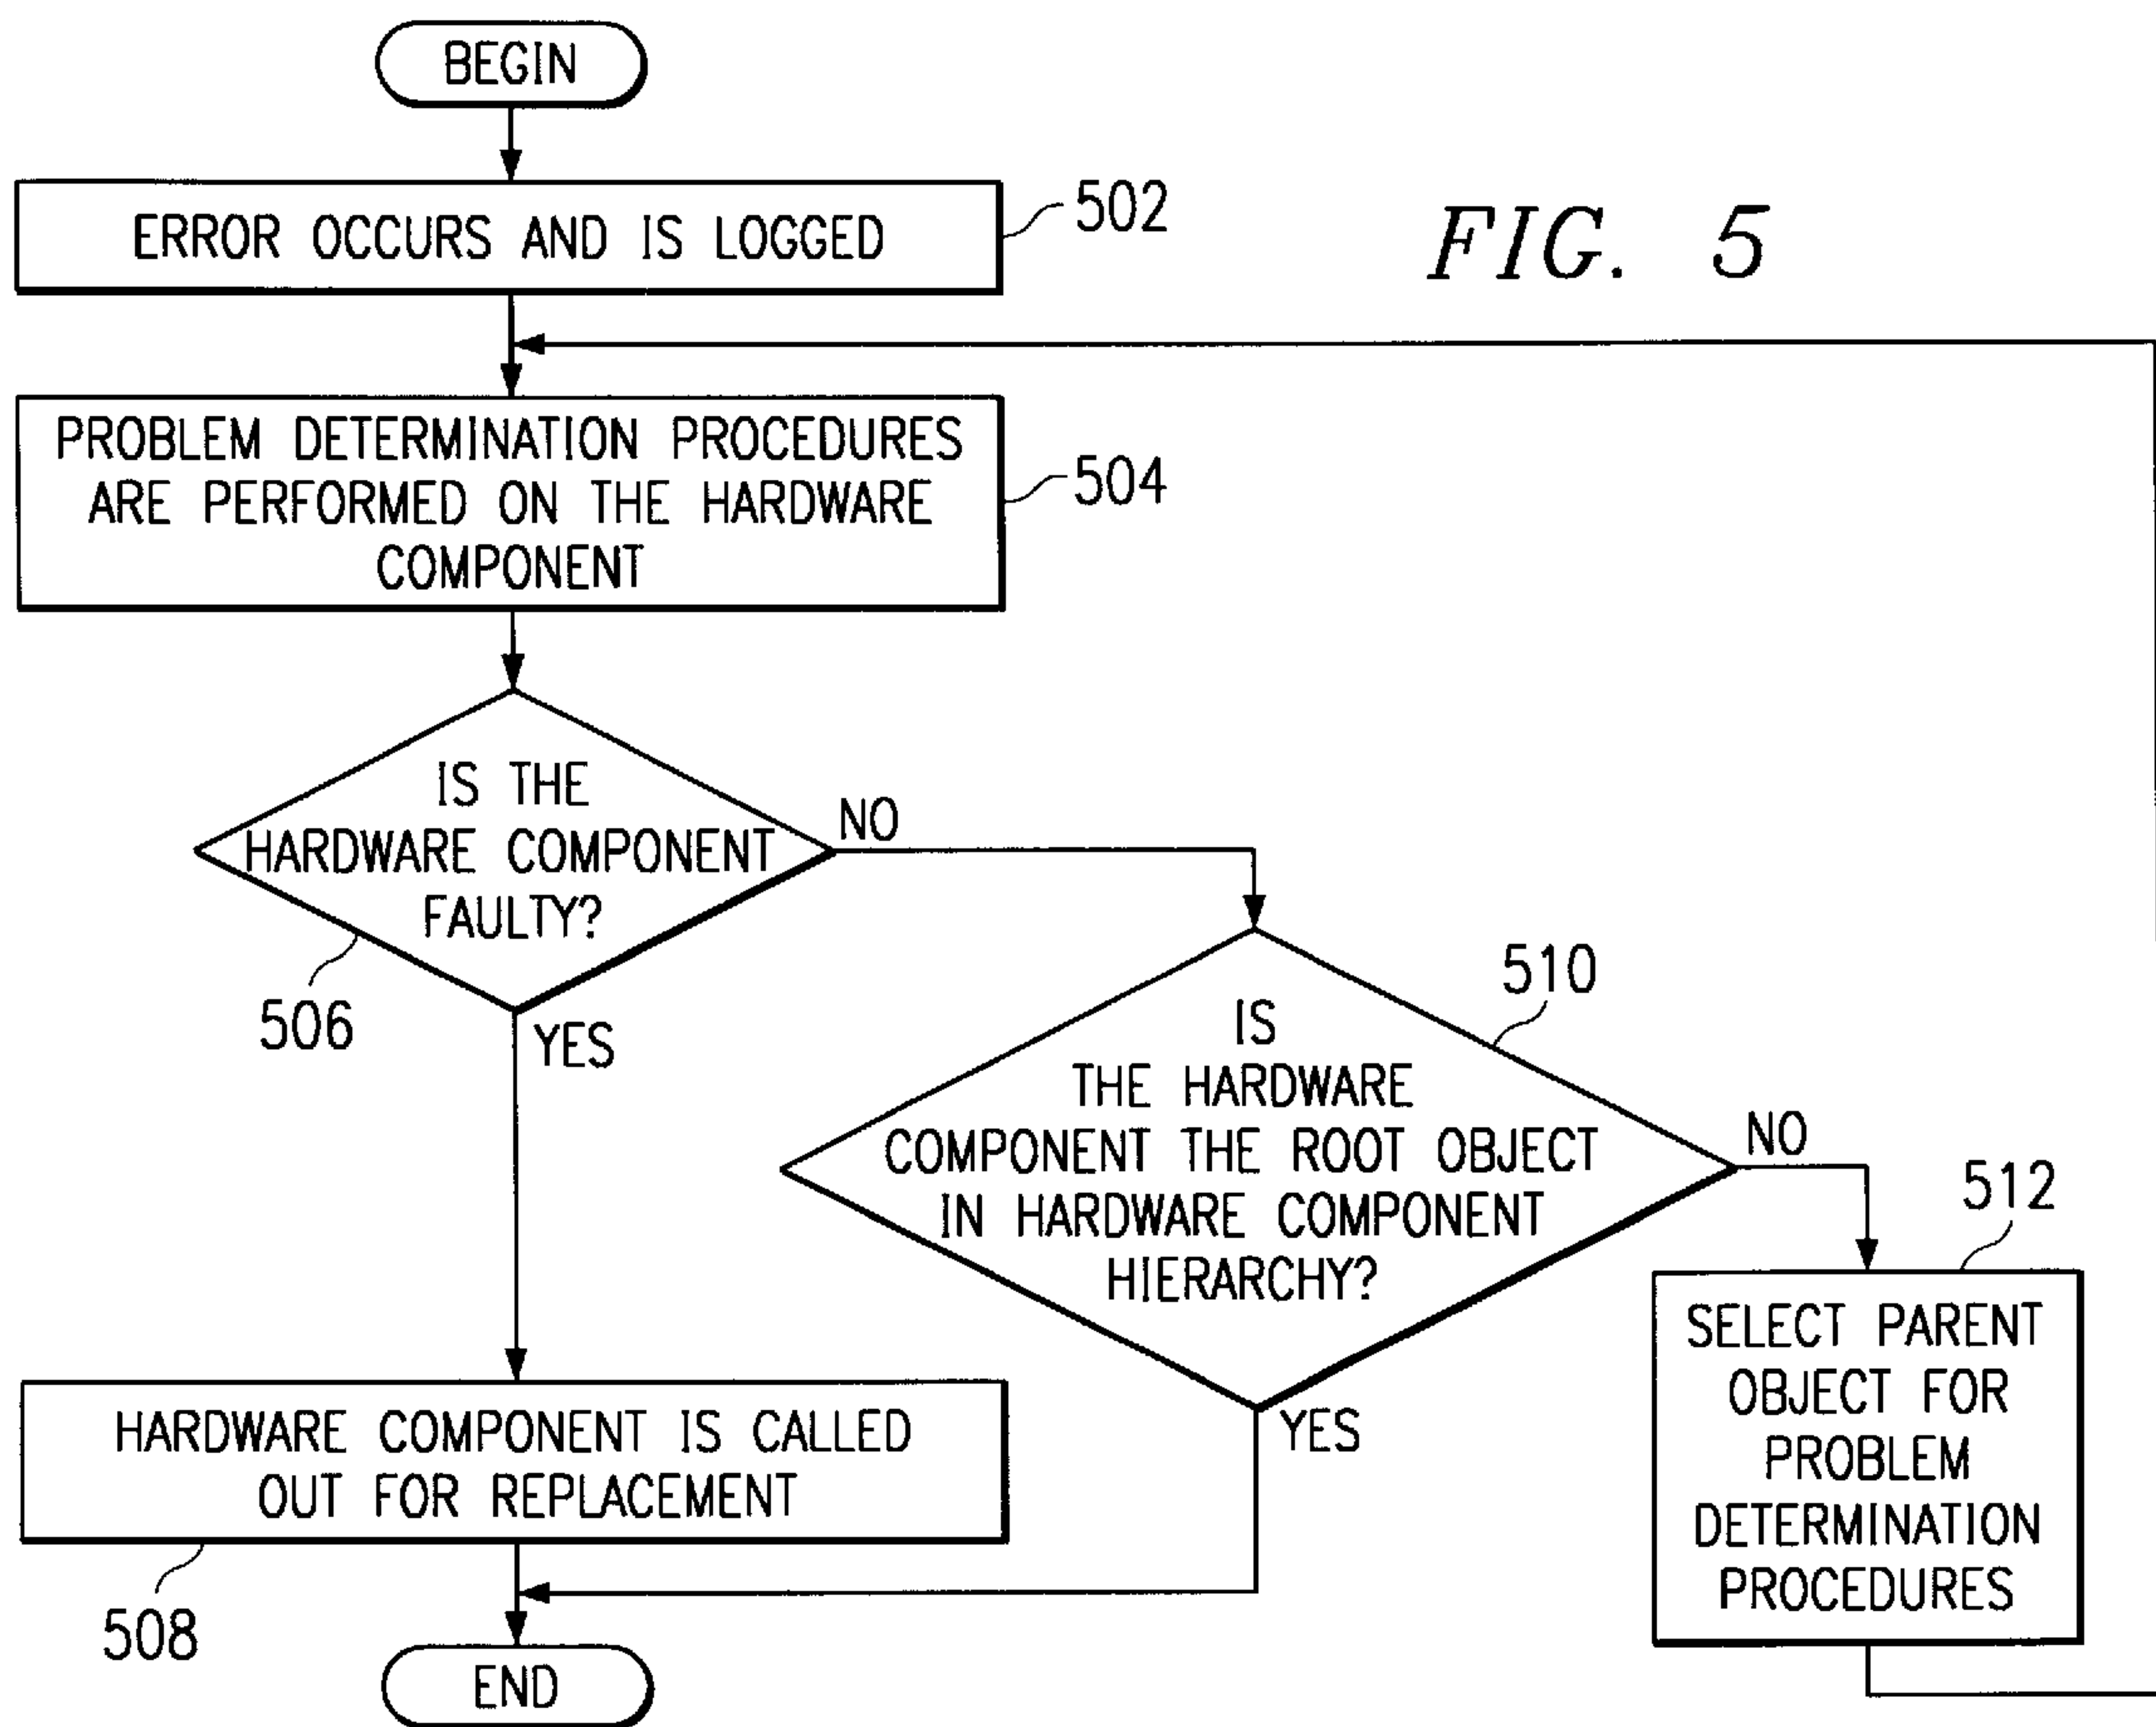 BEGIN
ERROR OCCURS AND IS LOGGED
502
FIG. 5
PROBLEM DETERMINATION PROCEDURES
ARE PERFORMED ON THE HARDWARE
COMPONENT
504
IS THE
HARDWARE COMPONENT
FAULTY?
NO
506
YES
510
IS
THE HARDWARE
COMPONENT THE ROOT OBJECT
IN HARDWARE COMPONENT
HIERARCHY?
NO
YES
512
SELECT PARENT
OBJECT FOR
PROBLEM
DETERMINATION
PROCEDURES
HARDWARE COMPONENT IS CALLED
OUT FOR REPLACEMENT
508
END